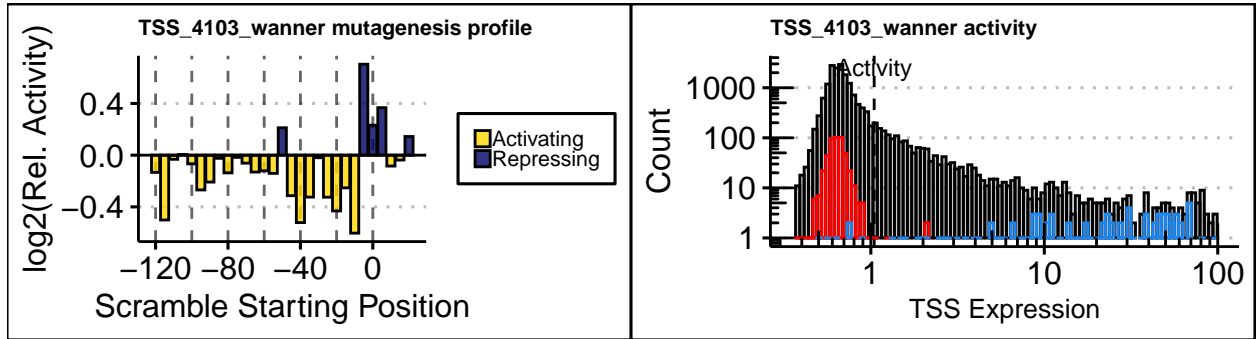 TSS_4103_wanner mutagenesis profile
log2(Rel. Activity)
0.4
0.0
−0.4
−120
−80
−40
0
Scramble Starting Position
Activating
Repressing
TSS_4103_wanner activity
Activity
Count
1000
100
10
1
1
10
100
TSS Expression